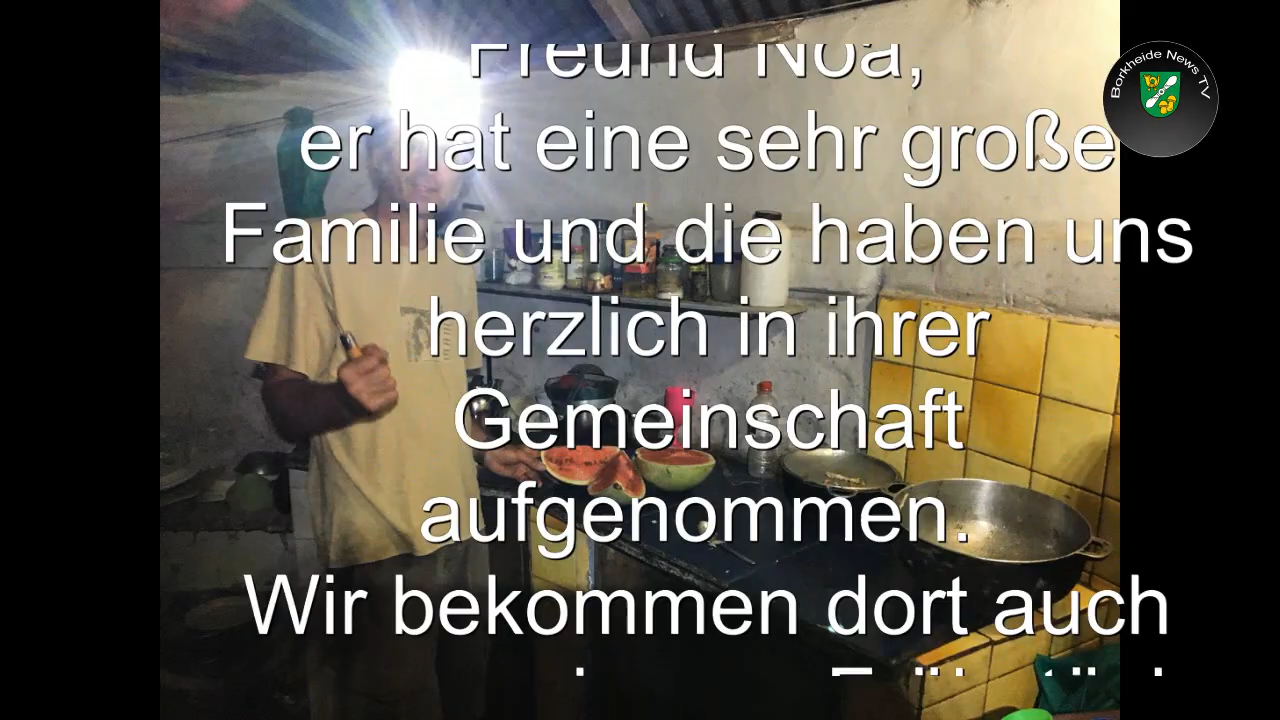 Freund Noa,
er hat eine sehr große
Familie und die haben uns
herzlich in ihrer
Gemeinschaft
aufgenommen.
Wir bekommen dort auch
Borkheide News TV